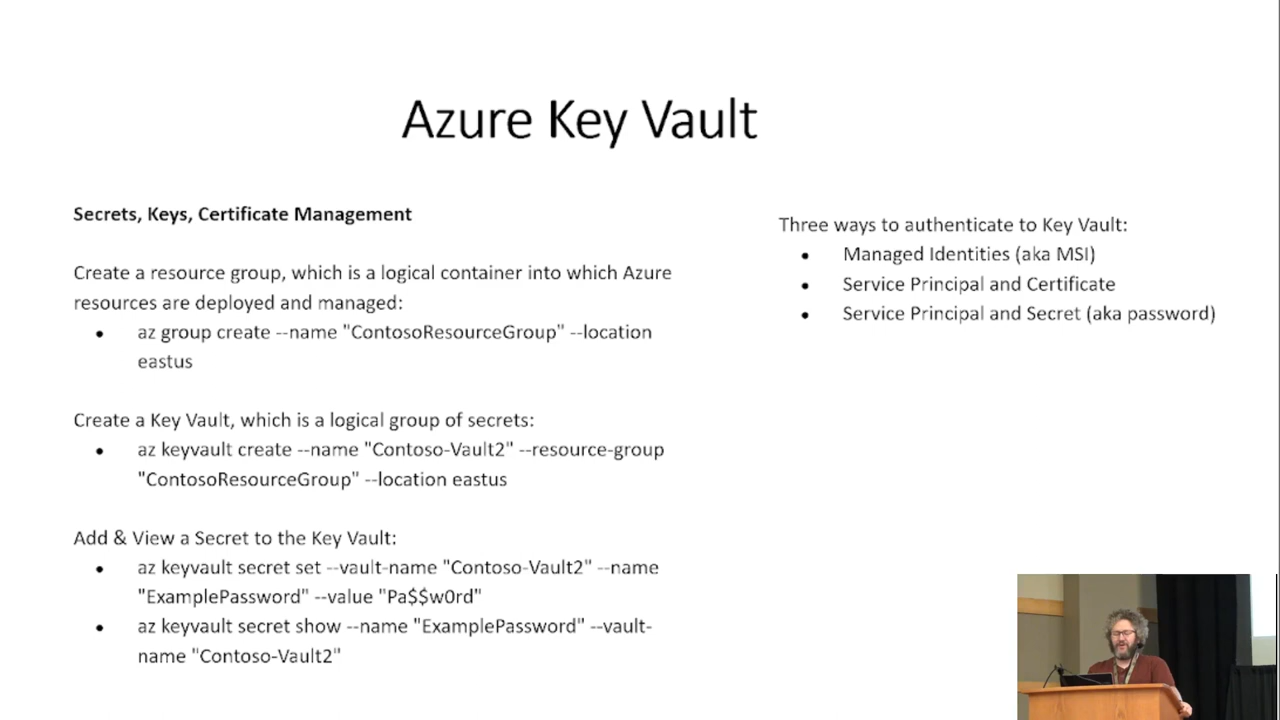 Azure Key Vault
Secrets, Keys, Certificate Management
Create a resource group, which is a logical container into which Azure
resources are deployed and managed:
• az group create --name "ContosoResourceGroup" --location
eastus
Create a Key Vault, which is a logical group of secrets:
• az keyvault create --name "Contoso-Vault2" --resource-group
"ContosoResourceGroup" --location eastus
Add & View a Secret to the Key Vault:
• az keyvault secret set --vault-name "Contoso-Vault2" --name
"ExamplePassword" --value "Pa$$w0rd"
• az keyvault secret show --name "ExamplePassword" --vault-
name "Contoso-Vault2"
Three ways to authenticate to Key Vault:
• Managed Identities (aka MSI)
• Service Principal and Certificate
• Service Principal and Secret (aka password)